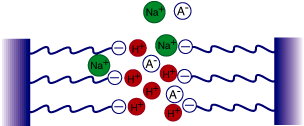 Na⁺ A⁻
− H⁺ Na⁺ −
Na⁺ A⁻
− H⁺ H⁺ −
H⁺ A⁻
− H⁺ H⁺ −